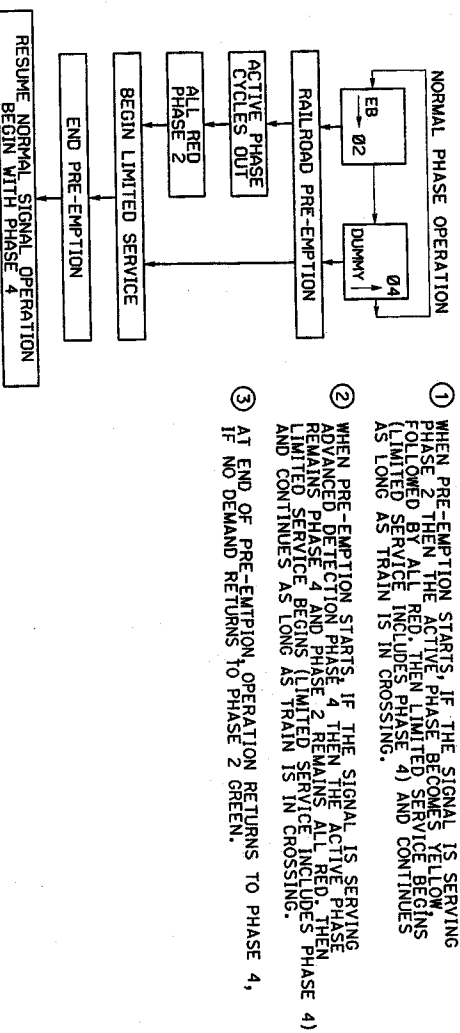 NORMAL PHASE OPERATION
EB
02
DUMMY
04
RAILROAD PRE-EMPTION
ACTIVE PHASE
CYCLES OUT
ALL RED
PHASE 2
BEGIN LIMITED SERVICE
END PRE-EMPTION
RESUME NORMAL SIGNAL OPERATION
BEGIN WITH PHASE 4
1 WHEN PRE-EMPTION STARTS, IF THE SIGNAL IS SERVING
PHASE 2 THEN THE ACTIVE PHASE BECOMES YELLOW,
FOLLOWED BY ALL RED. THEN LIMITED SERVICE BEGINS
(LIMITED SERVICE INCLUDES PHASE 4) AND CONTINUES
AS LONG AS TRAIN IS IN CROSSING.
2 WHEN PRE-EMPTION STARTS, IF THE SIGNAL IS SERVING
ADVANCED DETECTION PHASE 4 THEN THE ACTIVE PHASE
REMAINS PHASE 4 AND PHASE 2 REMAINS ALL RED. THEN
LIMITED SERVICE BEGINS (LIMITED SERVICE INCLUDES PHASE 4)
AND CONTINUES AS LONG AS TRAIN IS IN CROSSING.
3 AT END OF PRE-EMTPION, OPERATION RETURNS TO PHASE 4,
IF NO DEMAND RETURNS TO PHASE 2 GREEN.